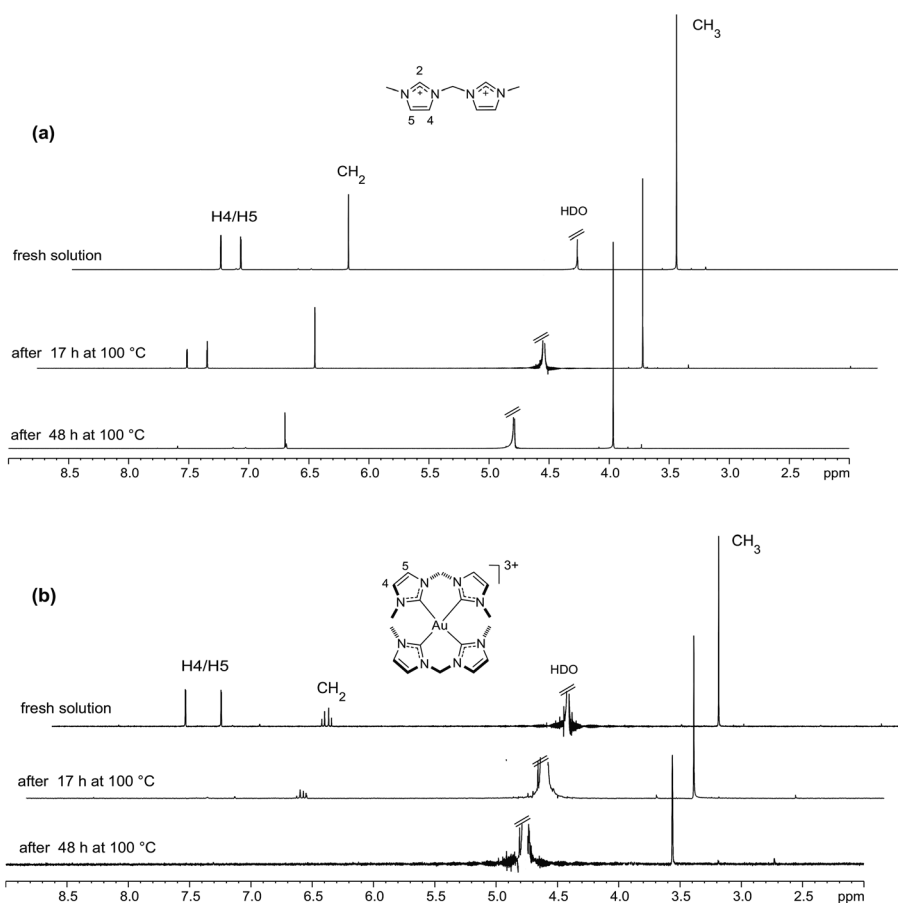 CH3
2
N
N
N
N
5
4
(a)
CH2
H4/H5
HDO
fresh solution
after 17 h at 100 °C
after 48 h at 100 °C
8.5 8.0 7.5 7.0 6.5 6.0 5.5 5.0 4.5 4.0 3.5 3.0 2.5 ppm
CH3
5
3+
4
N
N
N
N
(b)
Au
N
N
N
N
H4/H5
HDO
CH2
fresh solution
after 17 h at 100 °C
after 48 h at 100 °C
8.5 8.0 7.5 7.0 6.5 6.0 5.5 5.0 4.5 4.0 3.5 3.0 2.5 ppm